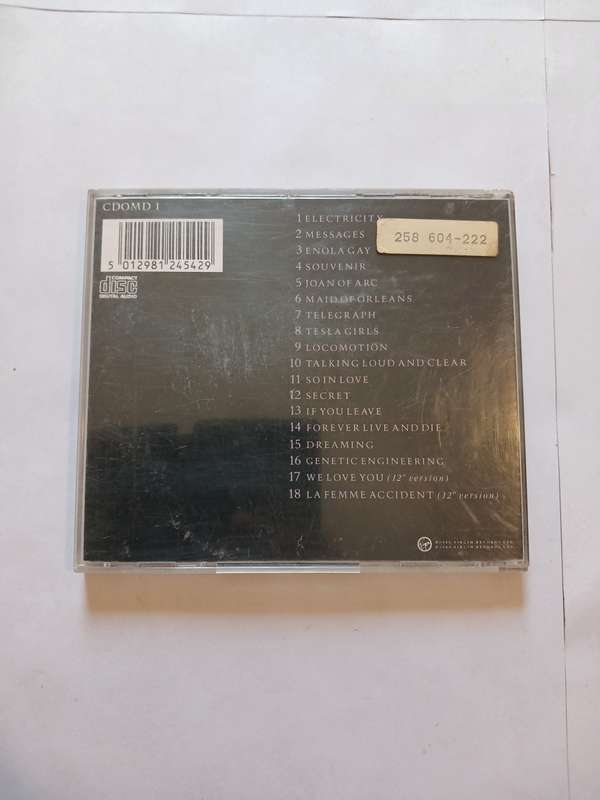 CDOMD 1
5 012981 245429
COMPACT
disc
DIGITAL AUDIO
1 ELECTRICITY
2 MESSAGES
258 604-222
3 ENOLA GAY
4 SOUVENIR
5 JOAN OF ARC
6 MAID OF ORLEANS
7 TELEGRAPH
8 TESLA GIRLS
9 LOCOMOTION
10 TALKING LOUD AND CLEAR
11 SO IN LOVE
12 SECRET
13 IF YOU LEAVE
14 FOREVER LIVE AND DIE
15 DREAMING
16 GENETIC ENGINEERING
17 WE LOVE YOU (12" version)
18 LA FEMME ACCIDENT (12" version)